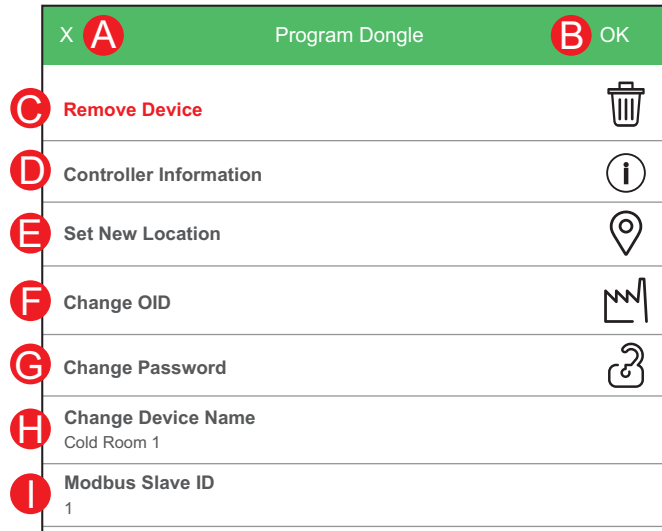 X A Program Dongle B OK
C Remove Device
D Controller Information i
E Set New Location
F Change OID
G Change Password
H Change Device Name
Cold Room 1
I Modbus Slave ID
1